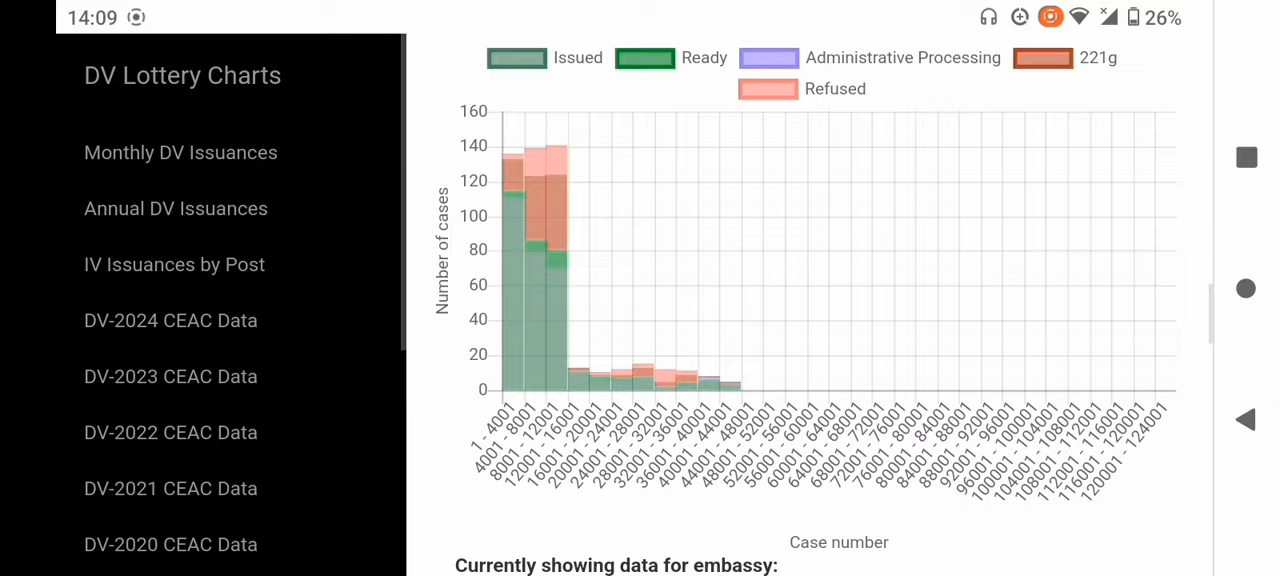 14:09
26%
DV Lottery Charts
Monthly DV Issuances
Annual DV Issuances
IV Issuances by Post
DV-2024 CEAC Data
DV-2023 CEAC Data
DV-2022 CEAC Data
DV-2021 CEAC Data
DV-2020 CEAC Data
Issued Ready Administrative Processing 221g
Refused
Number of cases
160
140
120
100
80
60
40
20
0
1 - 4001
4001 - 8001
8001 - 12001
12001 - 16001
16001 - 20001
20001 - 24001
24001 - 28001
28001 - 32001
32001 - 36001
36001 - 40001
40001 - 44001
44001 - 48001
48001 - 52001
52001 - 56001
56001 - 60001
60001 - 64001
64001 - 68001
68001 - 72001
72001 - 76001
76001 - 80001
80001 - 84001
84001 - 88001
88001 - 92001
92001 - 96001
96001 - 100001
100001 - 104001
104001 - 108001
108001 - 112001
112001 - 116001
116001 - 120001
120001 - 124001
Case number
Currently showing data for embassy: